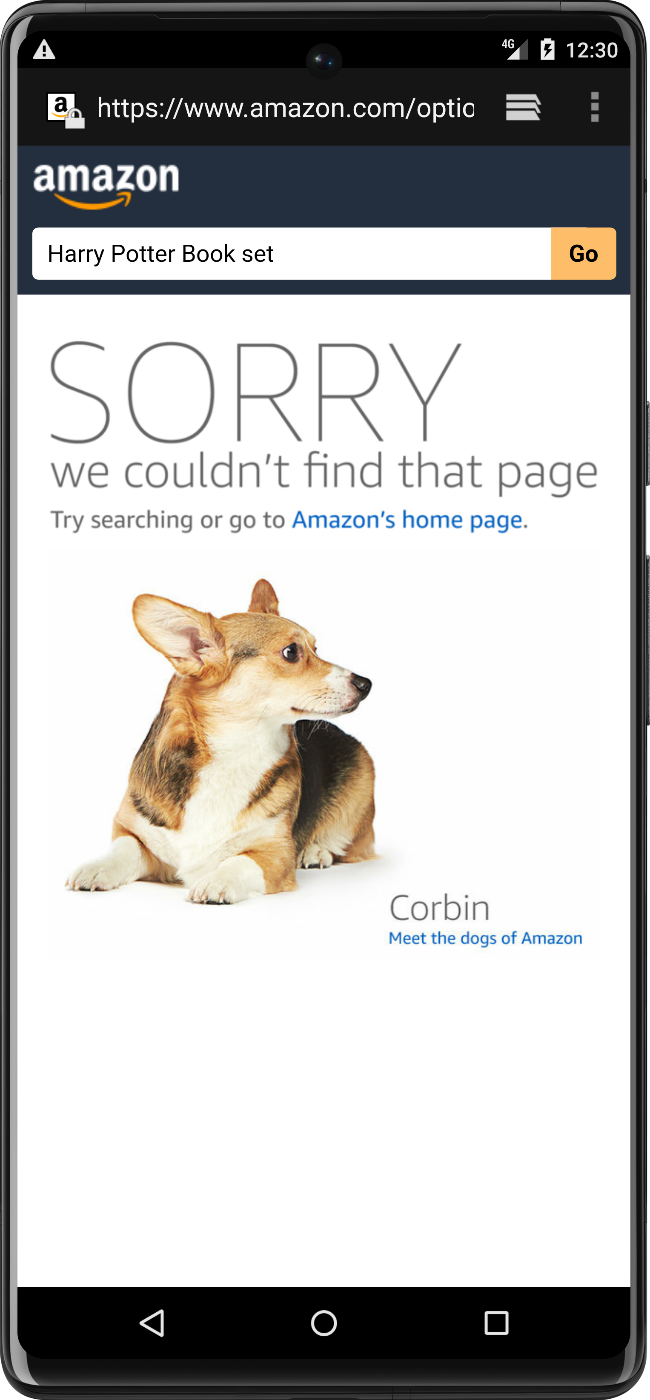 4G 12:30
a https://www.amazon.com/optio
amazon
Harry Potter Book set Go
SORRY
we couldn't find that page
Try searching or go to Amazon's home page.
Corbin
Meet the dogs of Amazon